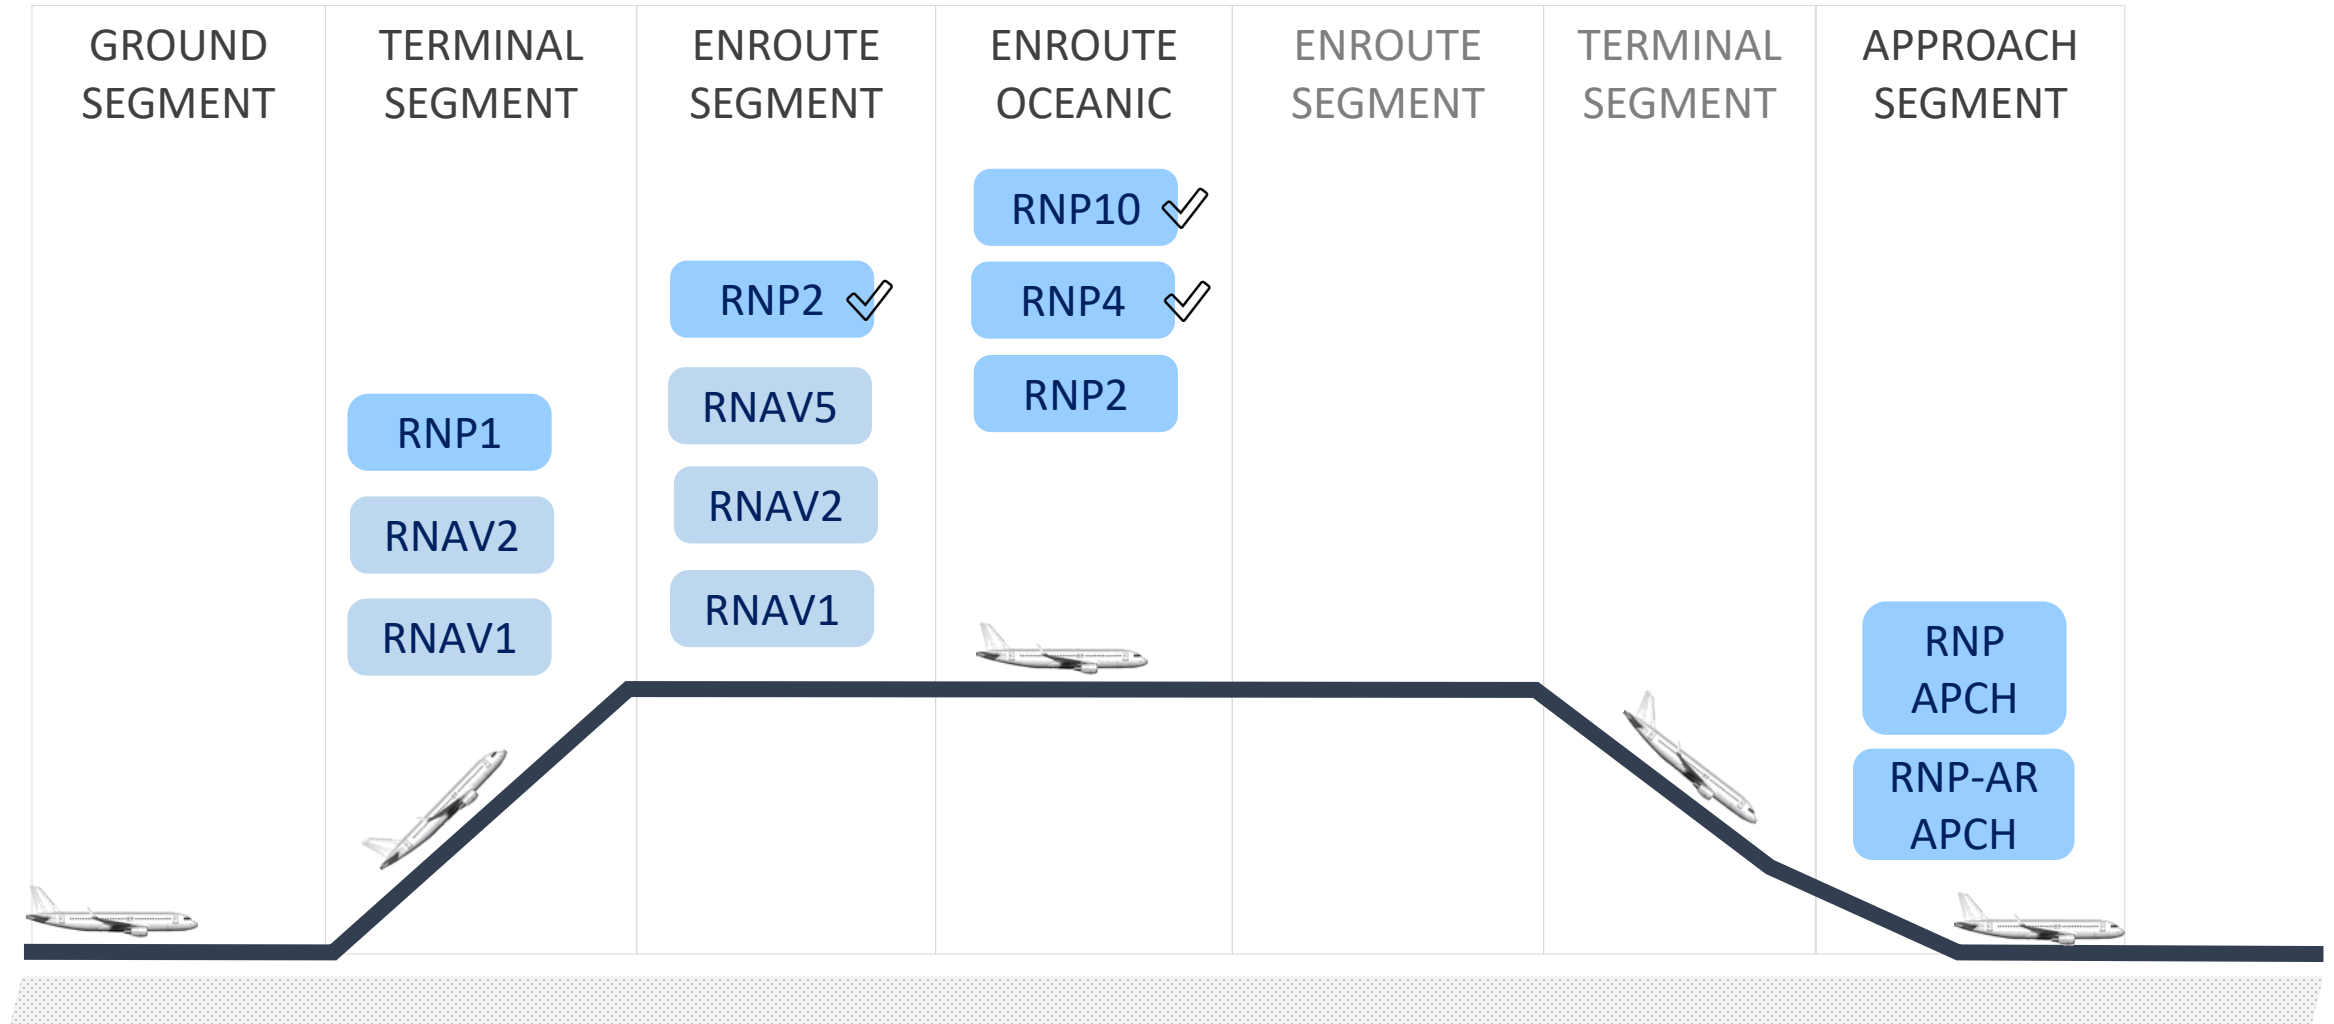 GROUND
SEGMENT
TERMINAL
SEGMENT
ENROUTE
SEGMENT
ENROUTE
OCEANIC
ENROUTE
SEGMENT
TERMINAL
SEGMENT
APPROACH
SEGMENT
RNP1
RNAV2
RNAV1
RNP2
RNAV5
RNAV2
RNAV1
RNP10
RNP4
RNP2
RNP
APCH
RNP-AR
APCH